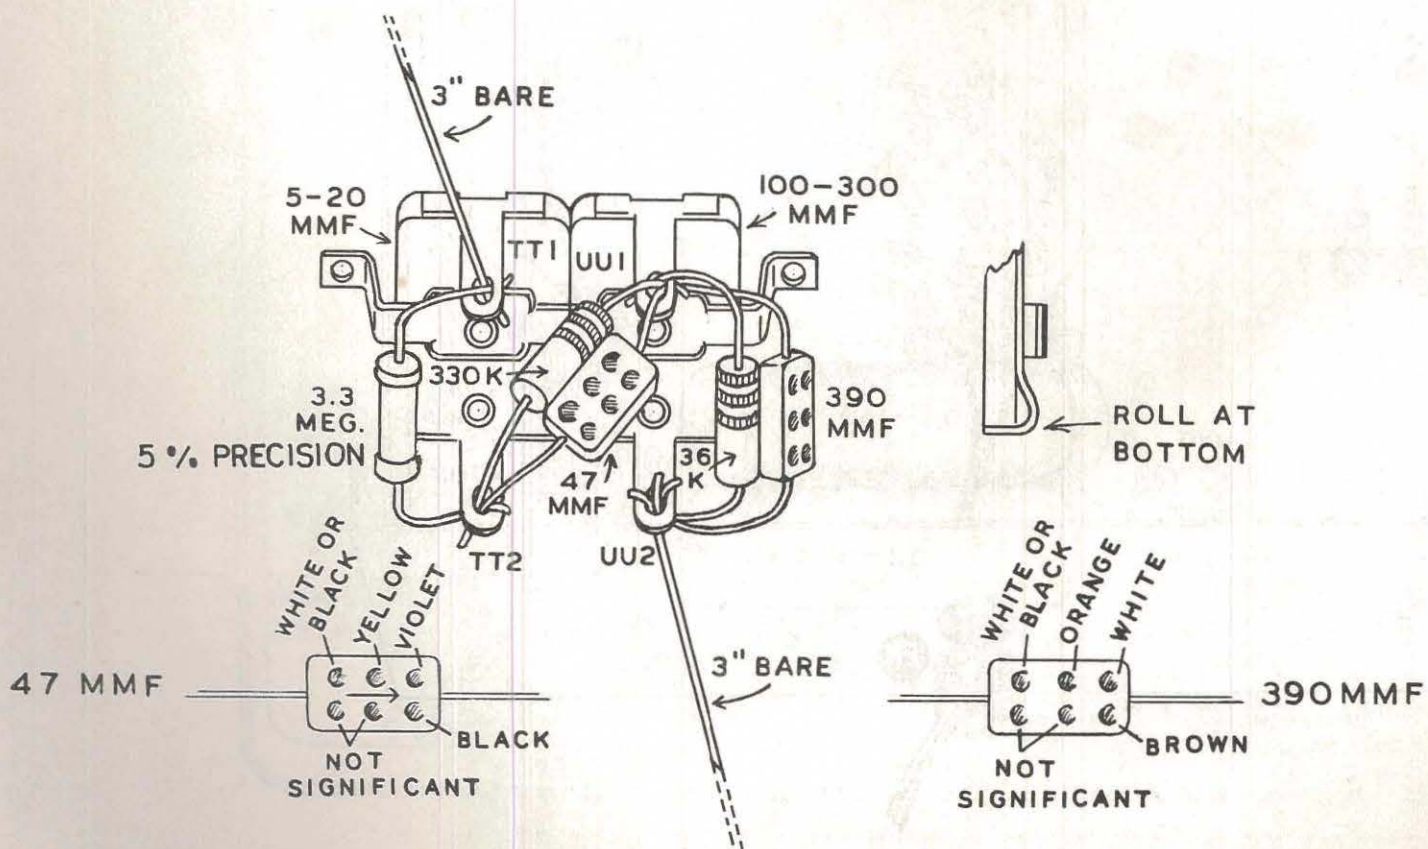 3" BARE
5-20
MMF
100-300
MMF
TT1
UU1
330K
3.3
MEG.
5% PRECISION
390
MMF
36
K
47
MMF
ROLL AT
BOTTOM
TT2
UU2
WHITE OR
BLACK
YELLOW
VIOLET
47 MMF
BLACK
NOT
SIGNIFICANT
3" BARE
WHITE OR
BLACK
ORANGE
WHITE
390MMF
BROWN
NOT
SIGNIFICANT